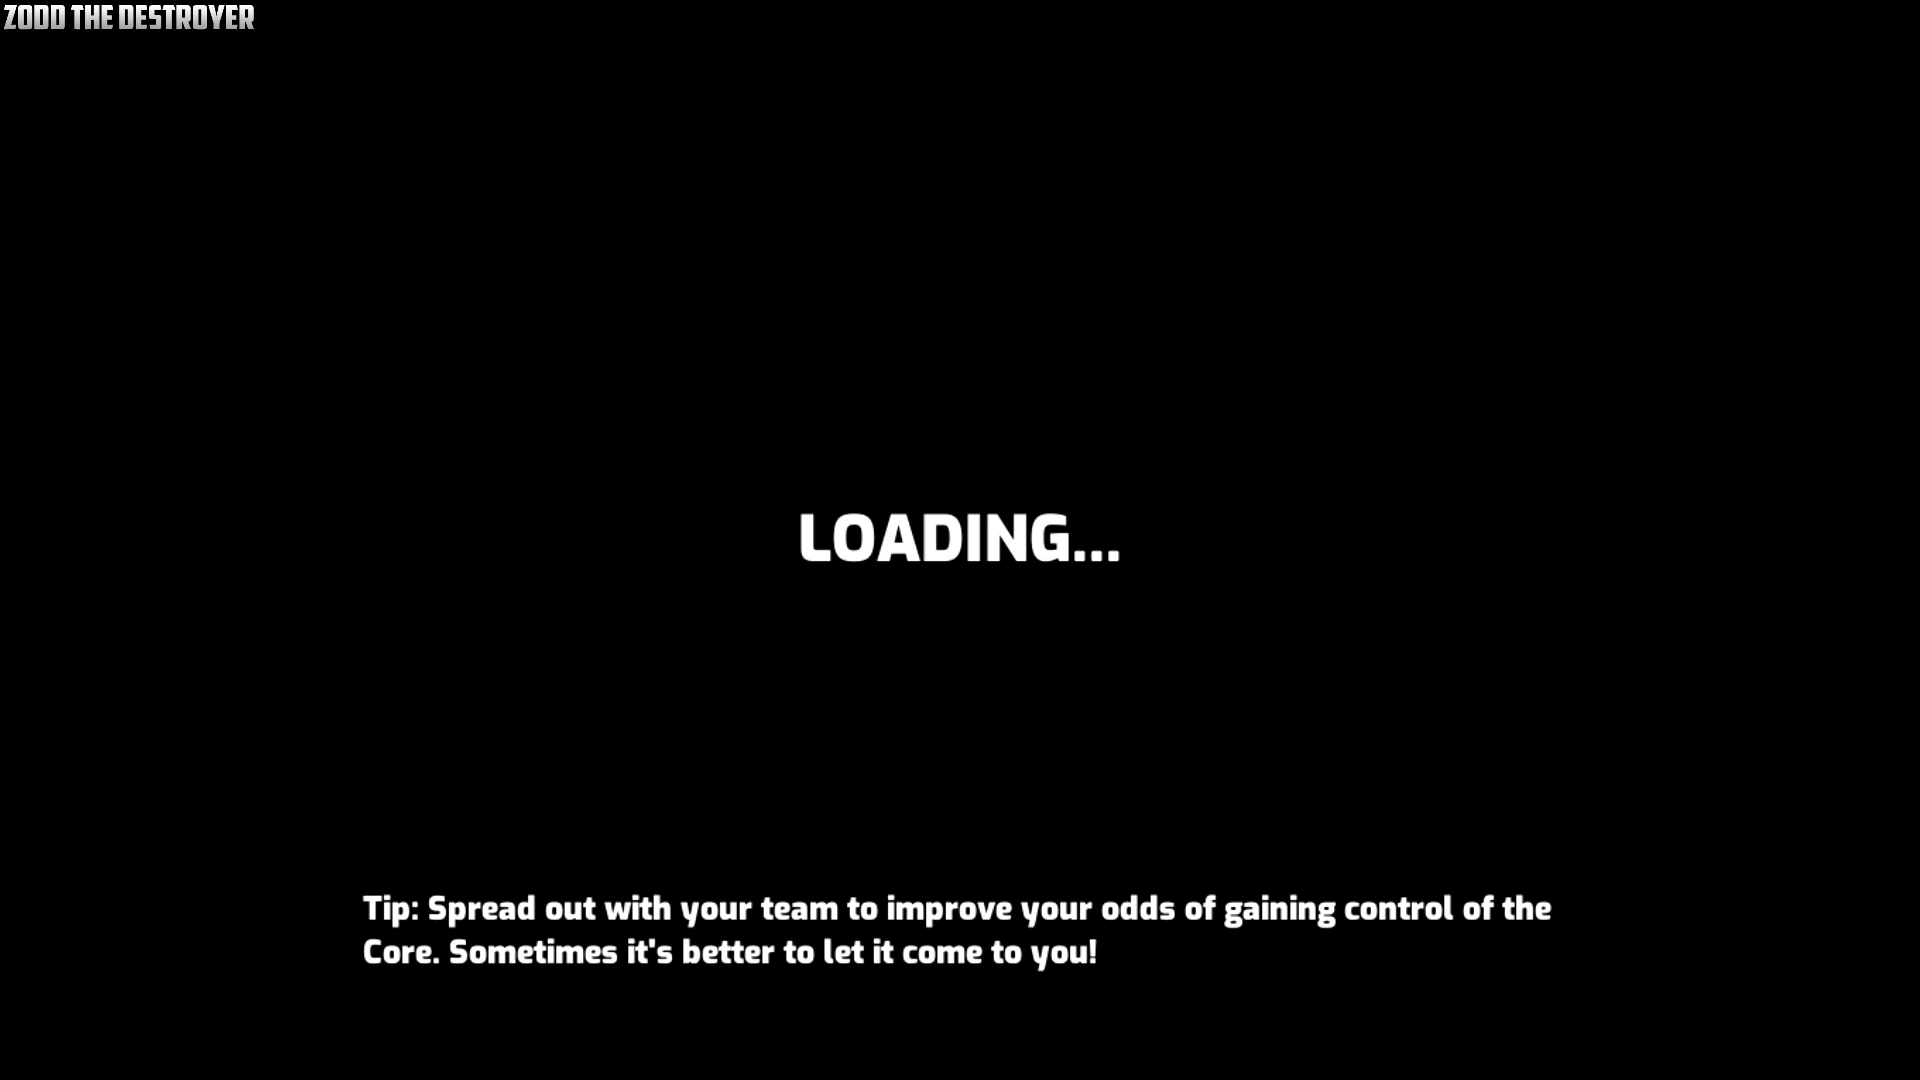 ZODD THE DESTROYER
LOADING...
Tip: Spread out with your team to improve your odds of gaining control of the
Core. Sometimes it's better to let it come to you!